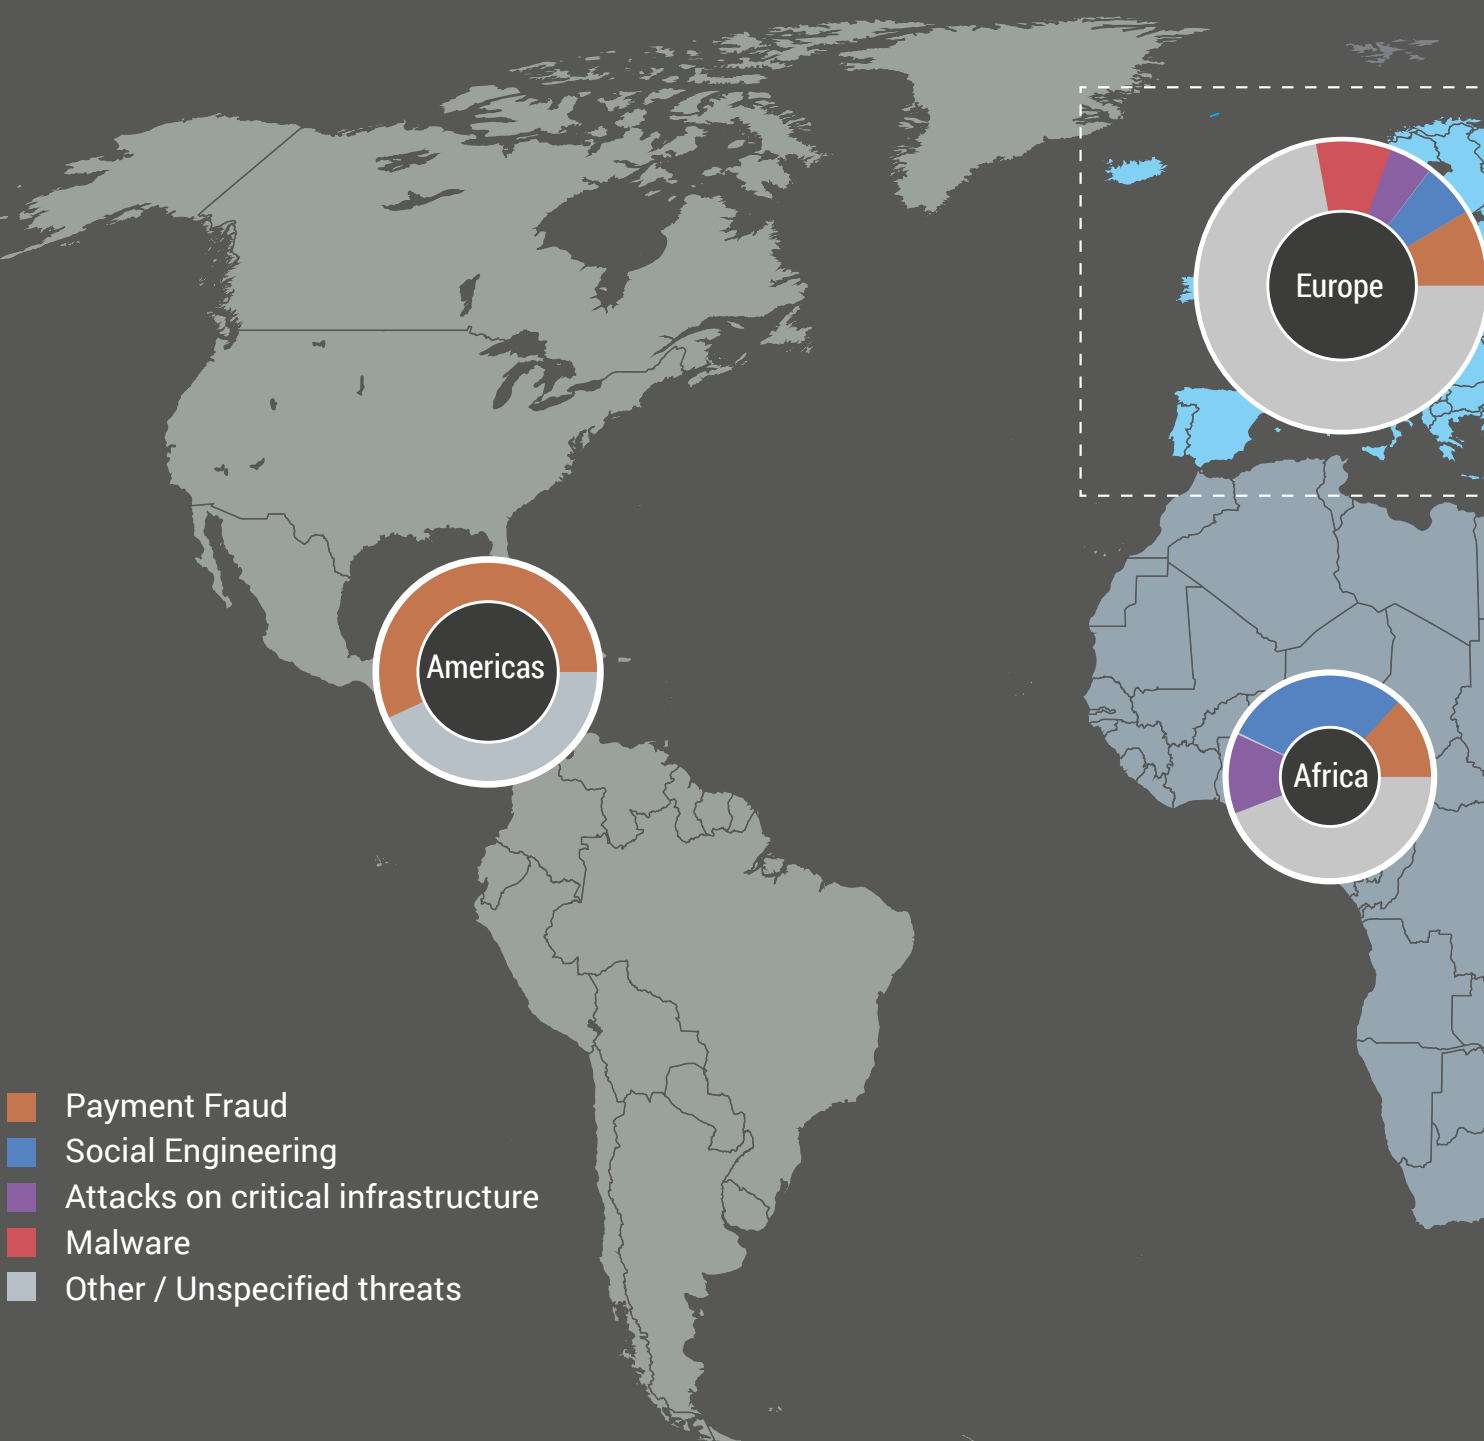 Europe
Americas
Africa
Payment Fraud
Social Engineering
Attacks on critical infrastructure
Malware
Other / Unspecified threats